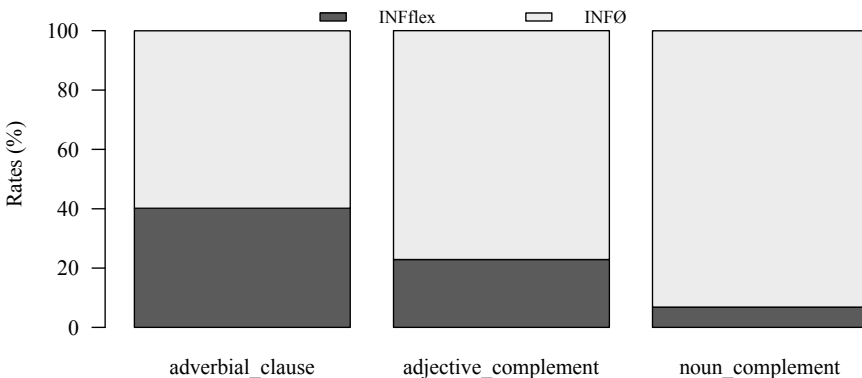 INFflex INFØ
100
80
60
40
20
0
Rates (%)
adverbial_clause adjective_complement noun_complement